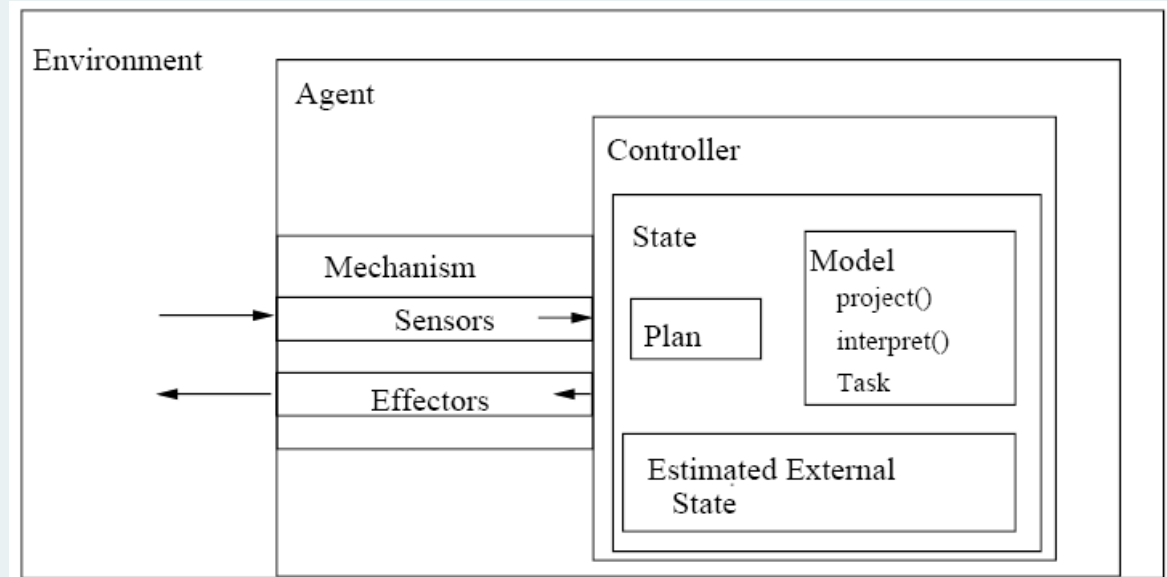 Environment
Agent
Controller
State
Model
project()
interpret()
Task
Plan
Mechanism
Sensors
Effectors
Estimated External
State